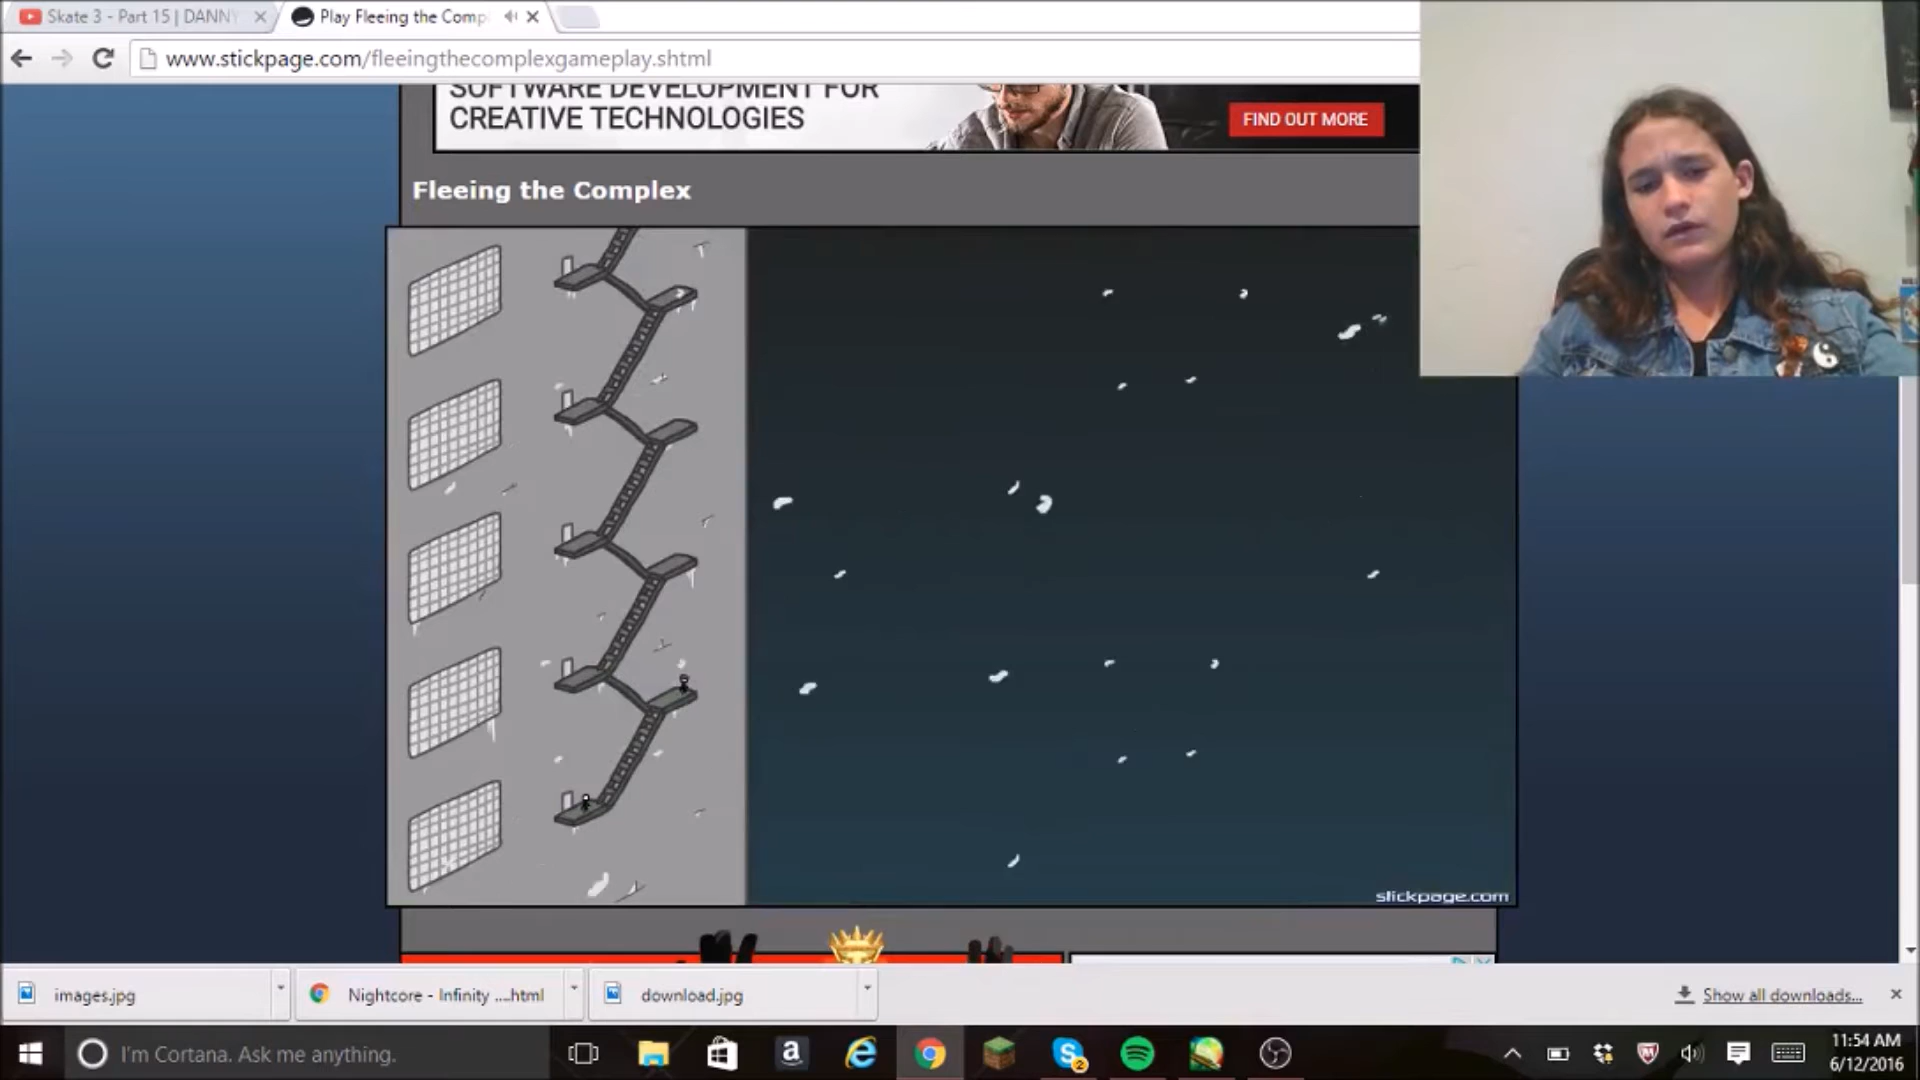 Skate 3 - Part 15 | DANNY
Play Fleeing the Comp
www.stickpage.com/fleeingthecomplexgameplay.shtml
SOFTWARE DEVELOPMENT FOR
CREATIVE TECHNOLOGIES
FIND OUT MORE
Fleeing the Complex
stickpage.com
images.jpg
Nightcore - Infinity ....html
download.jpg
Show all downloads...
I'm Cortana. Ask me anything.
2
11:54 AM
6/12/2016